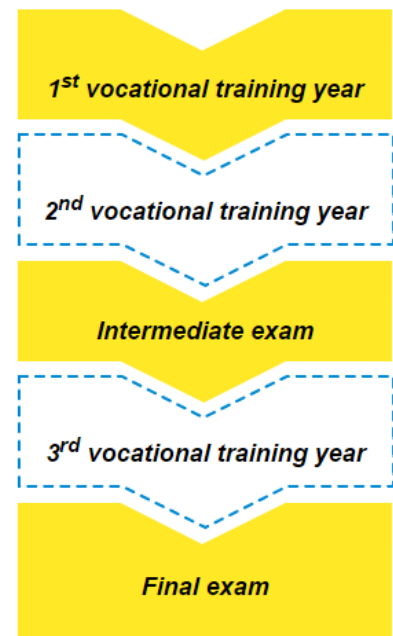 1st vocational training year
2nd vocational training year
Intermediate exam
3rd vocational training year
Final exam